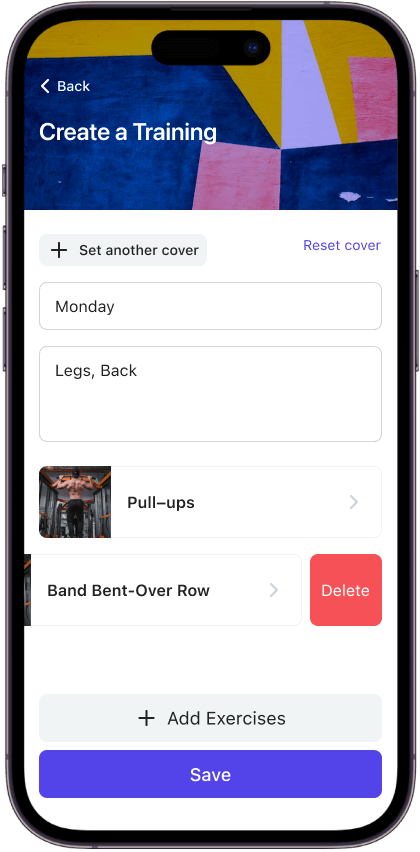 Back
Create a Training
Set another cover
Reset cover
Monday
Legs, Back
Pull–ups
Band Bent-Over Row
Delete
Add Exercises
Save